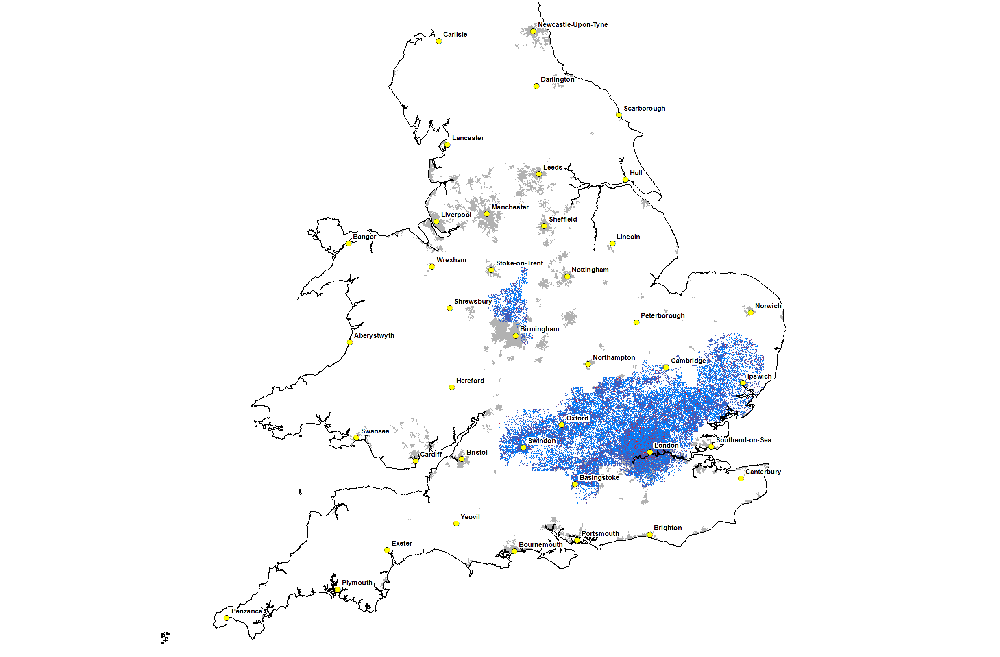 Newcastle-Upon-Tyne
Carlisle
Darlington
Scarborough
Lancaster
Leeds
Hull
Manchester
Liverpool
Sheffield
Bangor
Lincoln
Wrexham
Stoke-on-Trent
Nottingham
Shrewsbury
Norwich
Peterborough
Birmingham
Aberystwyth
Northampton
Cambridge
Ipswich
Hereford
Oxford
Swansea
Swindon
Southend-on-Sea
London
Bristol
Cardiff
Canterbury
Basingstoke
Yeovil
Brighton
Portsmouth
Exeter
Bournemouth
Plymouth
Penzance